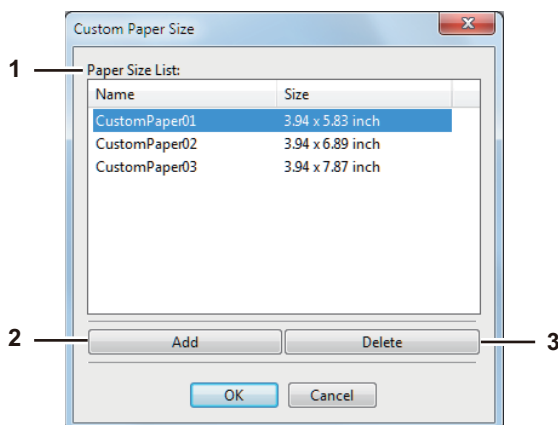 Custom Paper Size
x
1
Paper Size List:
Name Size
CustomPaper01 3.94 x 5.83 inch
CustomPaper02 3.94 x 6.89 inch
CustomPaper03 3.94 x 7.87 inch
2 Add Delete 3
OK Cancel